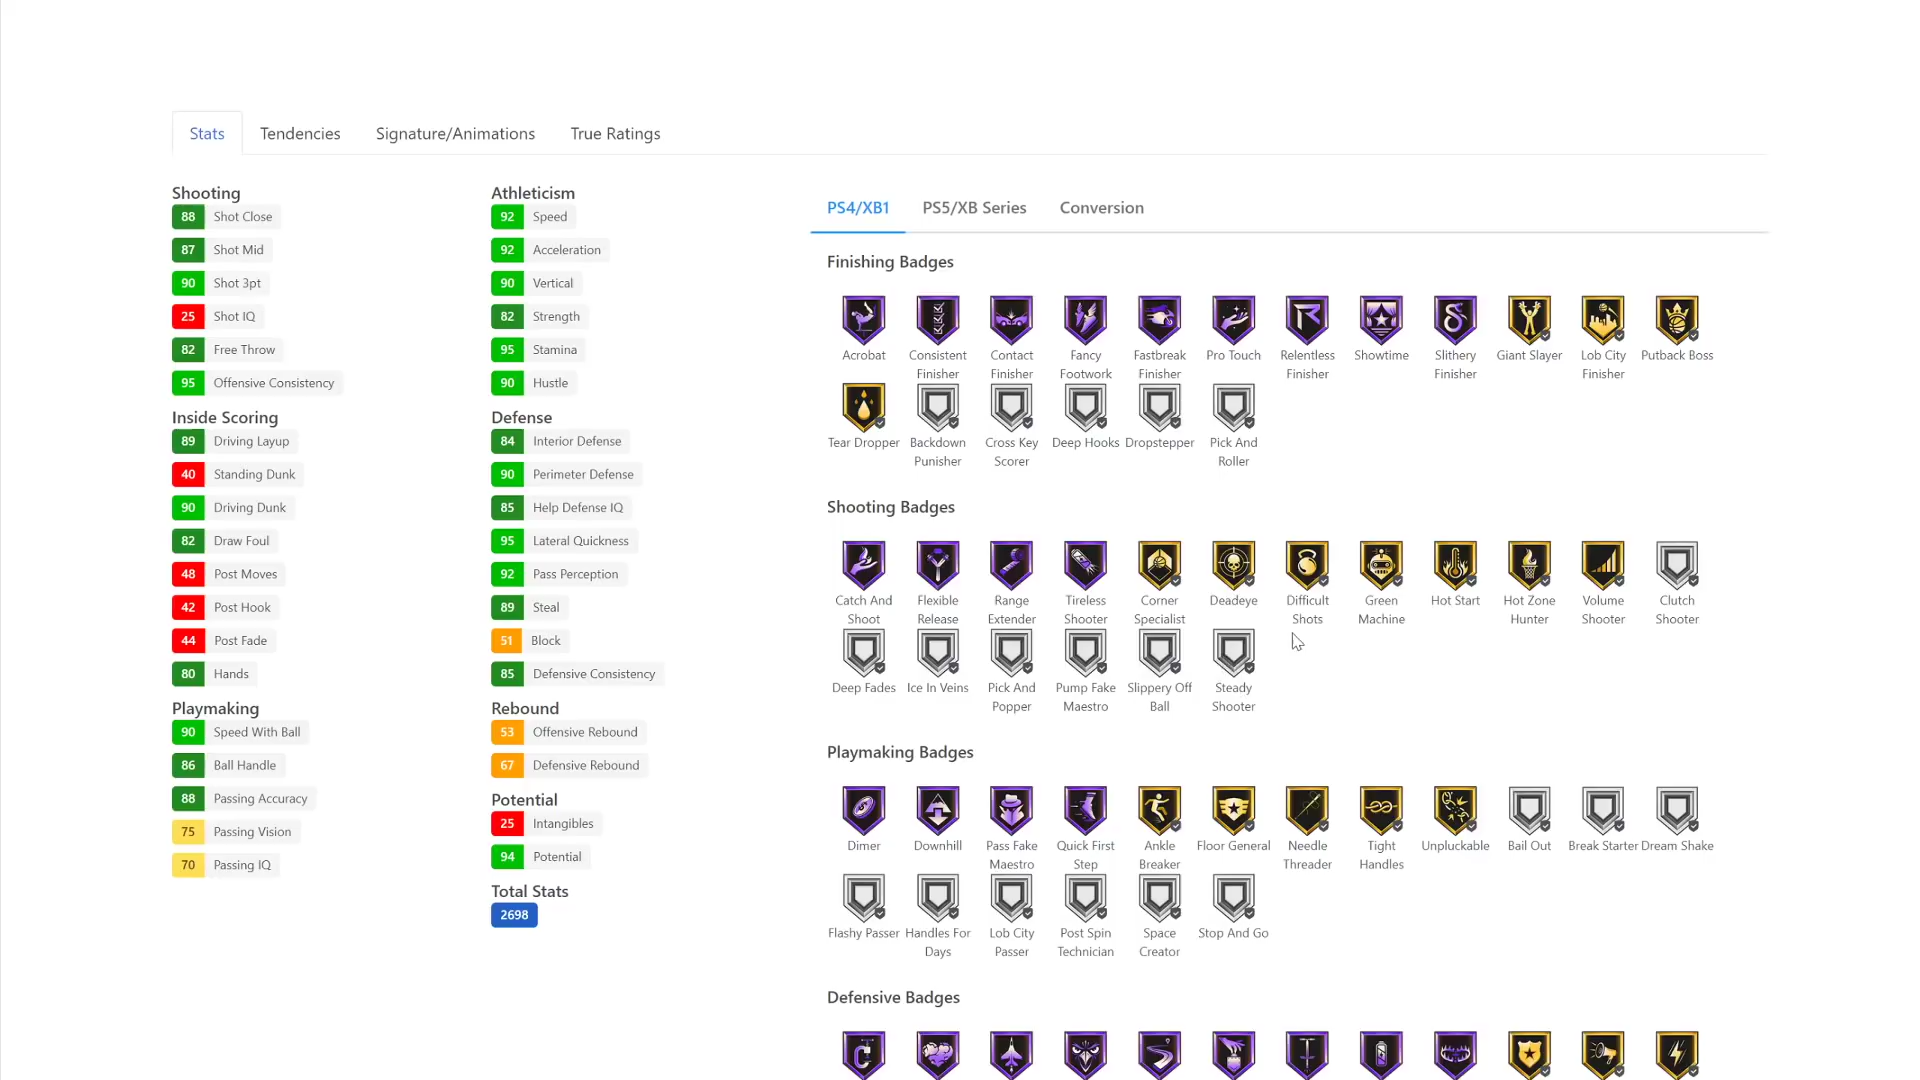 Stats Tendencies Signature/Animations True Ratings
Shooting
88 Shot Close
87 Shot Mid
90 Shot 3pt
25 Shot IQ
82 Free Throw
95 Offensive Consistency
Inside Scoring
89 Driving Layup
40 Standing Dunk
90 Driving Dunk
82 Draw Foul
48 Post Moves
42 Post Hook
44 Post Fade
80 Hands
Playmaking
90 Speed With Ball
86 Ball Handle
88 Passing Accuracy
75 Passing Vision
70 Passing IQ
Athleticism
92 Speed
92 Acceleration
90 Vertical
82 Strength
95 Stamina
90 Hustle
Defense
84 Interior Defense
90 Perimeter Defense
85 Help Defense IQ
95 Lateral Quickness
92 Pass Perception
89 Steal
51 Block
85 Defensive Consistency
Rebound
53 Offensive Rebound
67 Defensive Rebound
Potential
25 Intangibles
94 Potential
Total Stats
2698
PS4/XB1 PS5/XB Series Conversion
Finishing Badges
Acrobat Consistent Contact Fancy Fastbreak Pro Touch Relentless Showtime Slithery Giant Slayer Lob City Putback Boss
Finisher Finisher Footwork Finisher Finisher Finisher Finisher
Tear Dropper Backdown Cross Key Deep Hooks Dropstepper Pick And
Punisher Scorer Roller
Shooting Badges
Catch And Flexible Range Tireless Corner Deadeye Difficult Green Hot Start Hot Zone Volume Clutch
Shoot Release Extender Shooter Specialist Shots Machine Hunter Shooter Shooter
Deep Fades Ice In Veins Pick And Pump Fake Slippery Off Steady
Popper Maestro Ball Shooter
Playmaking Badges
Dimer Downhill Pass Fake Quick First Ankle Floor General Needle Tight Unpluckable Bail Out Break Starter Dream Shake
Maestro Step Breaker Threader Handles
Flashy Passer Handles For Lob City Post Spin Space Stop And Go
Days Passer Technician Creator
Defensive Badges